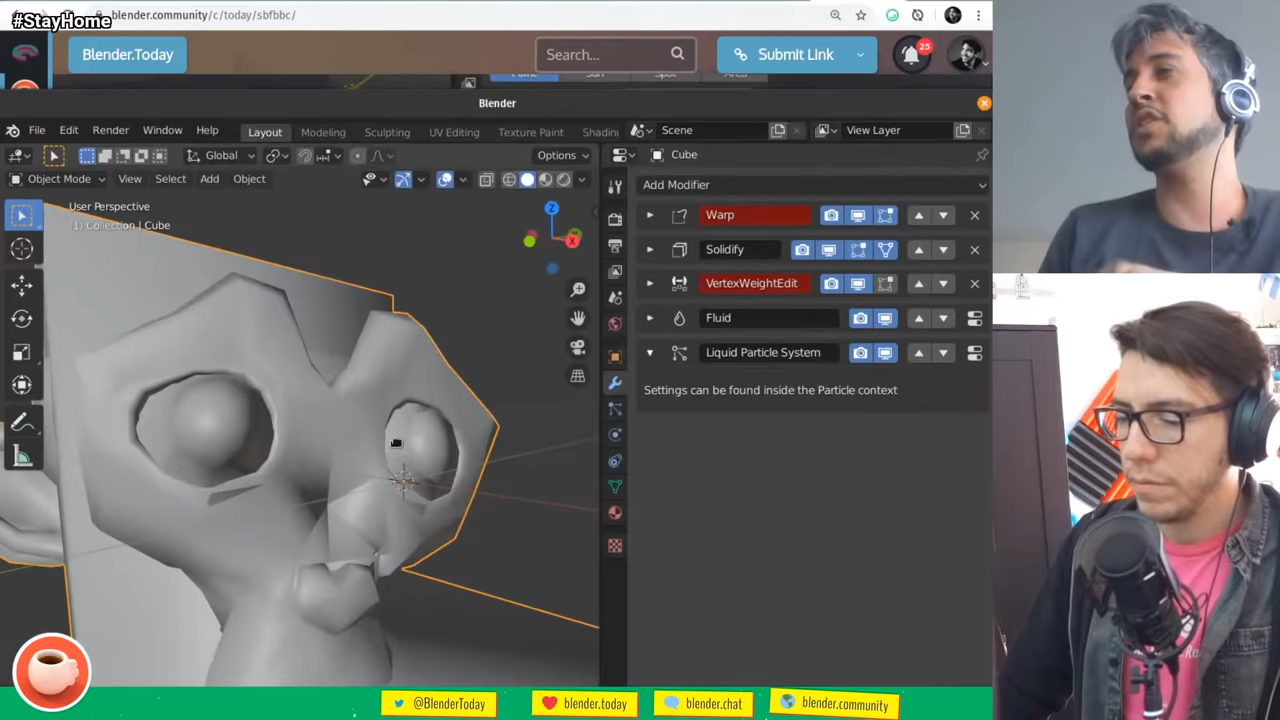 #StayHome
blender.community/c/today/sbfbbc/
Blender.Today
Search...
Submit Link
25
Blender
File Edit Render Window Help
Layout Modeling Sculpting UV Editing Texture Paint Shading
Scene
View Layer
Global
Options
Cube
Object Mode View Select Add Object
Add Modifier
User Perspective
(1) Collection | Cube
Z
X
Warp
Solidify
VertexWeightEdit
Fluid
Liquid Particle System
Settings can be found inside the Particle context
@BlenderToday
blender.today
blender.chat
blender.community